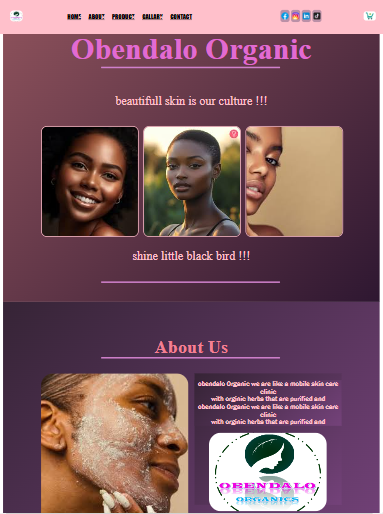 HOME ABOUT PRODUCT GALLARY CONTACT
Obendalo Organic
beautifull skin is our culture !!!
shine little black bird !!!
About Us
obendalo Organic we are like a mobile skin care
clinic
with orginic herbs that are purified and
obendalo Organic we are like a mobile skin care
clinic
with orginic herbs that are purified and
OBENDALO
ORGANICS